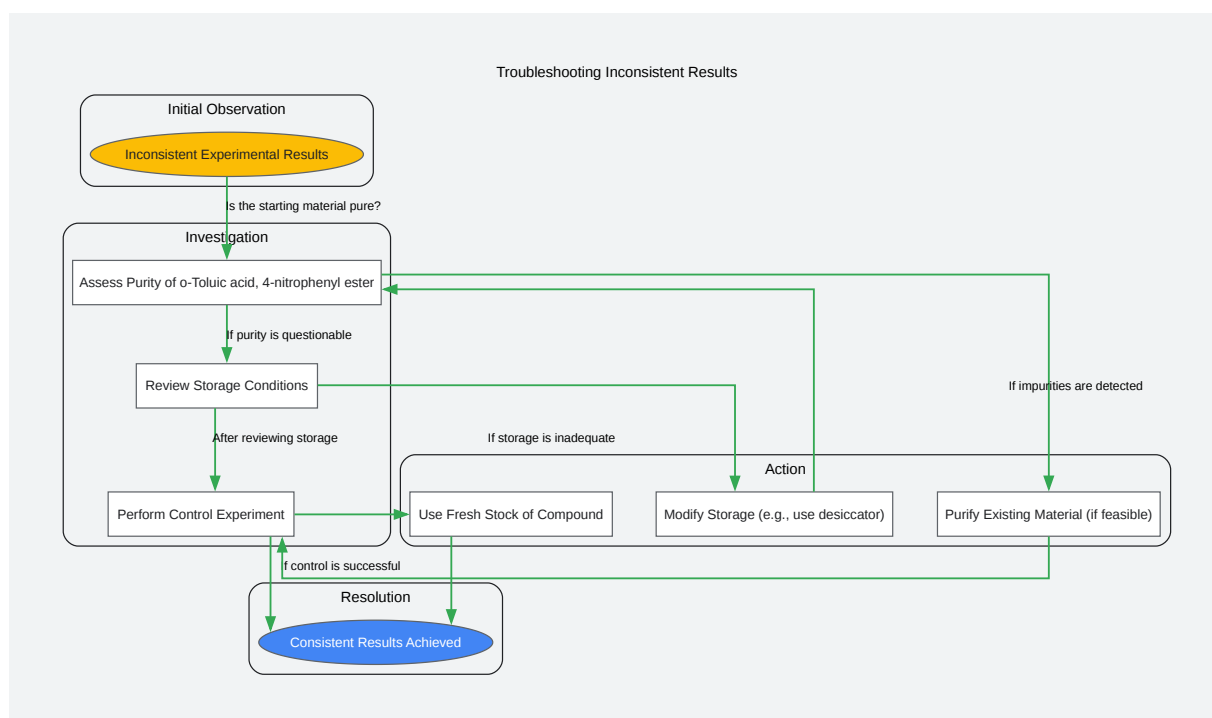 Troubleshooting Inconsistent Results
Initial Observation
Inconsistent Experimental Results
Is the starting material pure?
Investigation
Assess Purity of o-Toluic acid, 4-nitrophenyl ester
If purity is questionable
Review Storage Conditions
If impurities are detected
After reviewing storage
If storage is inadequate
Action
Perform Control Experiment
Use Fresh Stock of Compound
Modify Storage (e.g., use desiccator)
Purify Existing Material (if feasible)
If control is successful
Resolution
Consistent Results Achieved